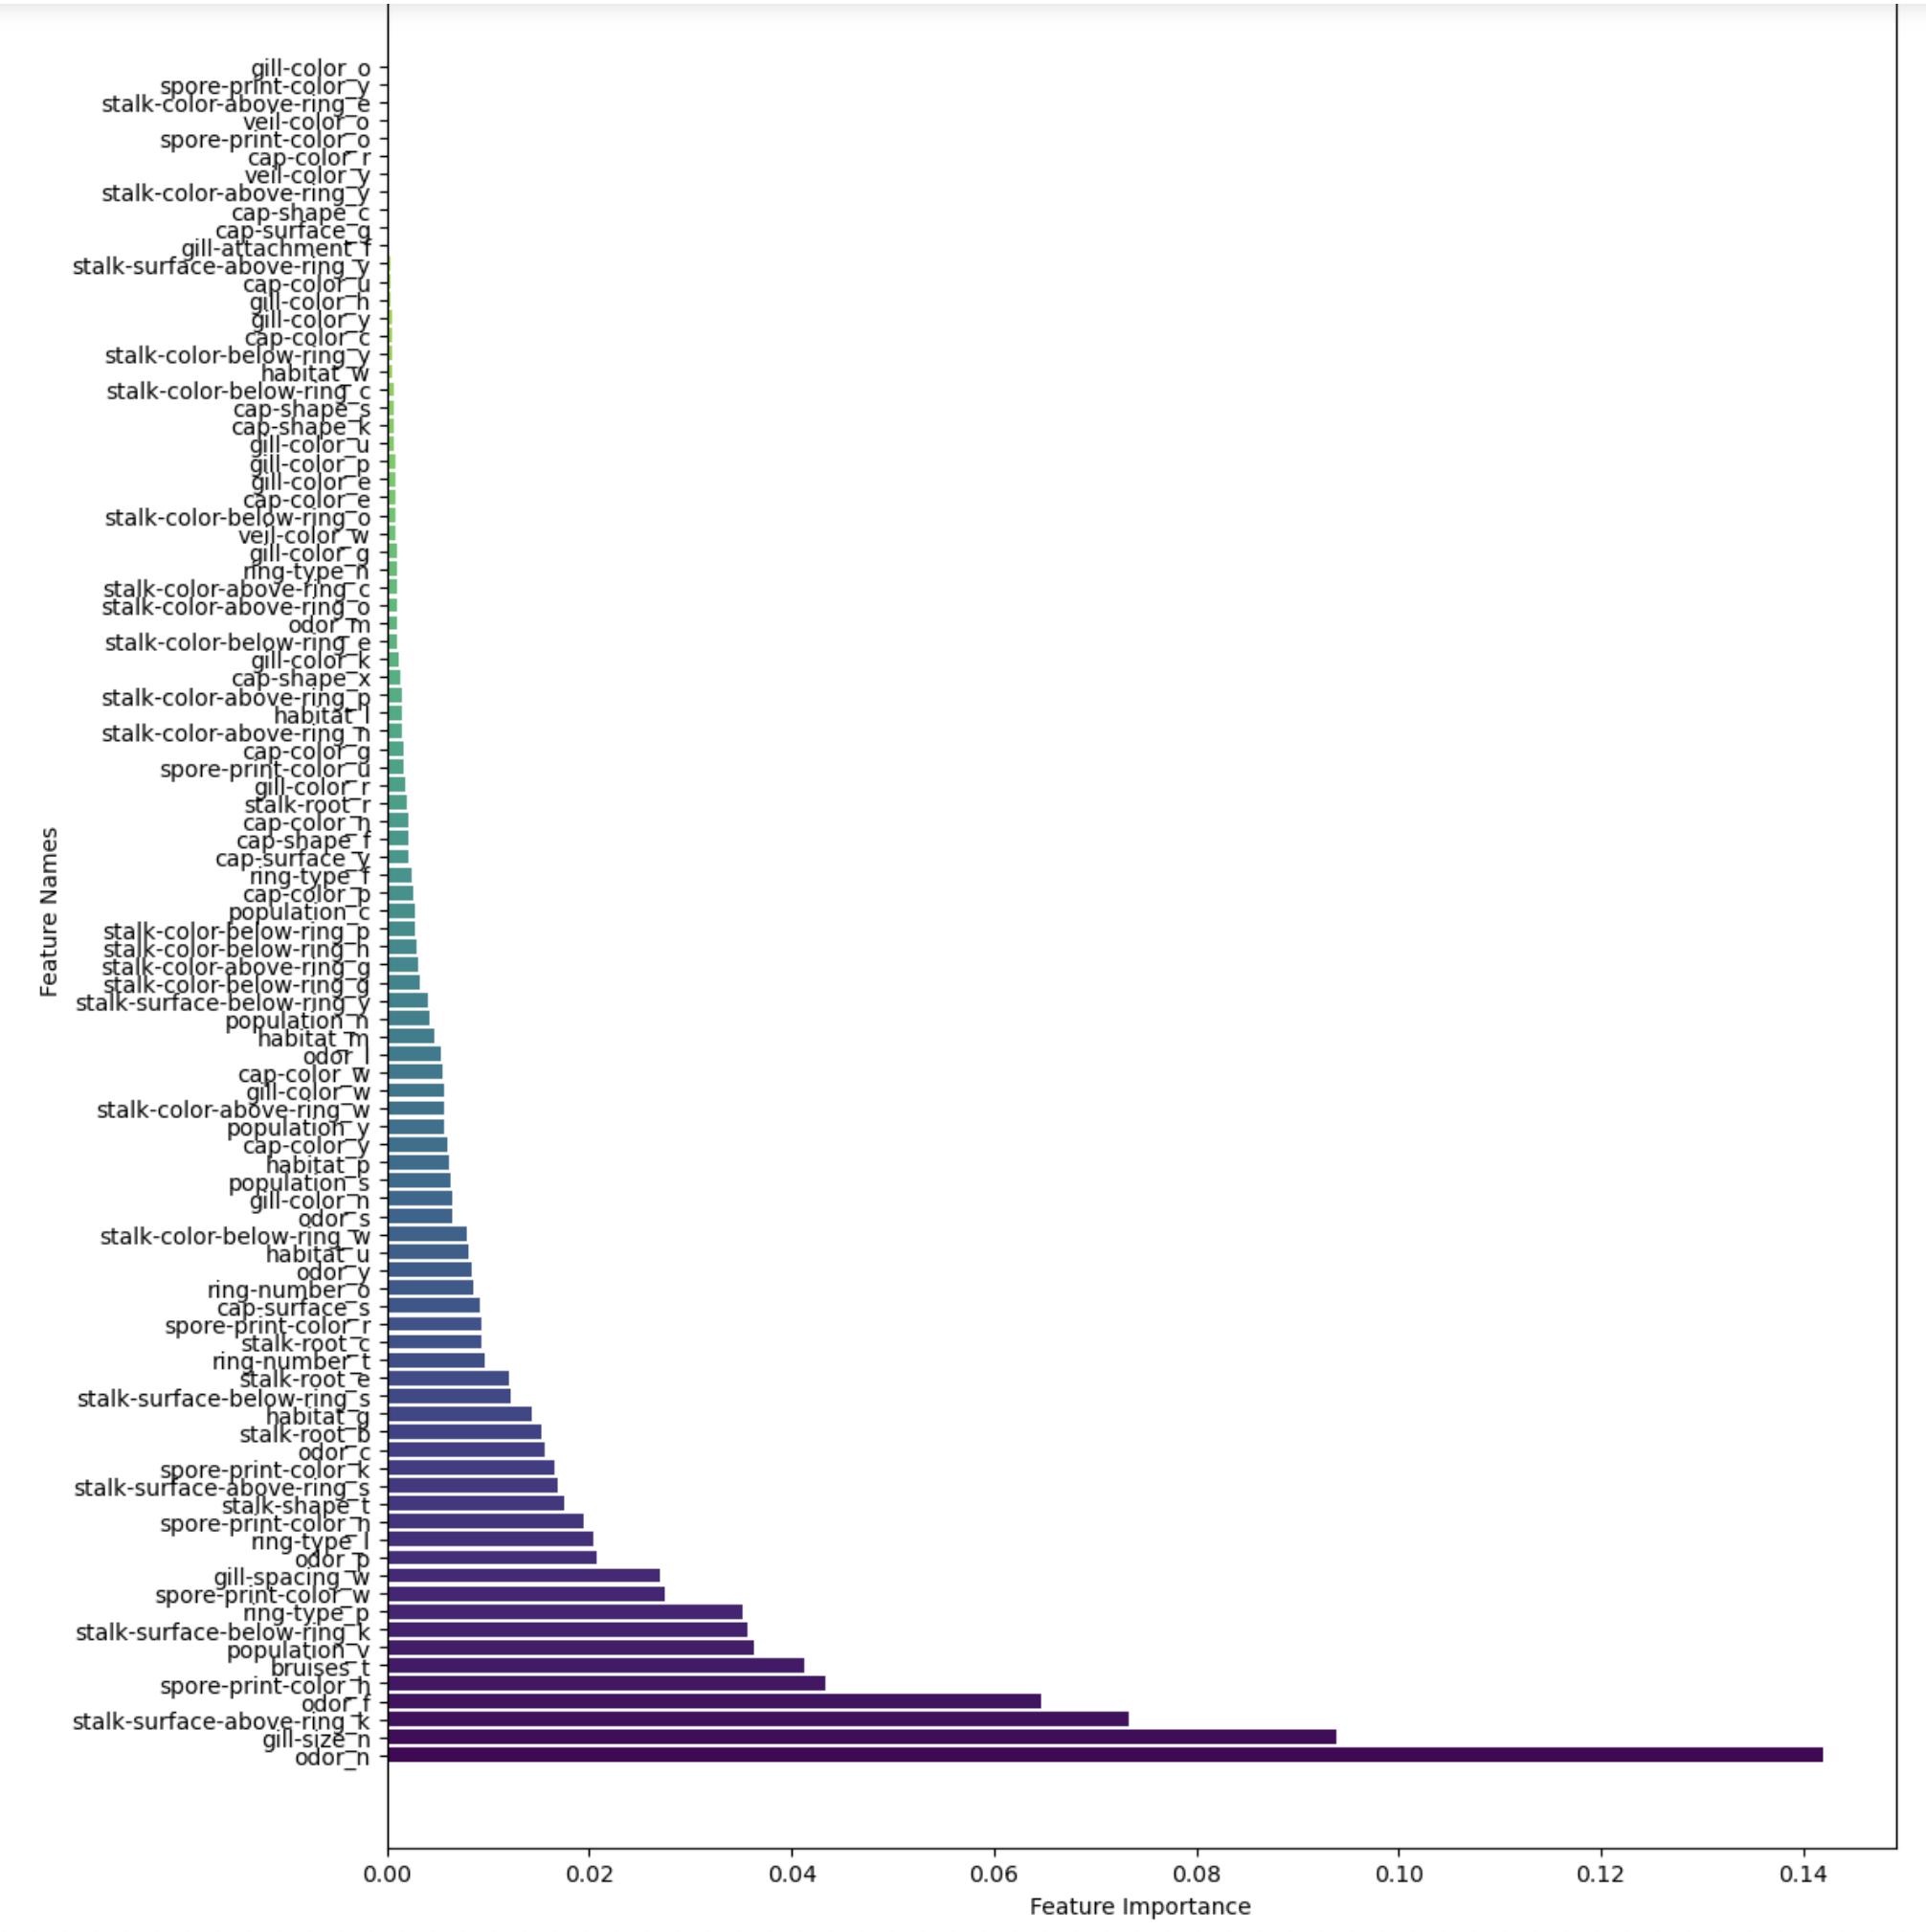 gill-color_o
spore-print-color_y
stalk-color-above-ring_e
veil-color_o
spore-print-color_o
cap-color_r
veil-color_y
stalk-color-above-ring_y
cap-shape_c
cap-surface_g
gill-attachment_f
stalk-surface-above-ring_y
cap-color_u
gill-color_h
gill-color_y
cap-color_c
stalk-color-below-ring_y
habitat_w
stalk-color-below-ring_c
cap-shape_s
cap-shape_k
gill-color_u
gill-color_p
gill-color_e
cap-color_e
stalk-color-below-ring_o
veil-color_w
gill-color_g
ring-type_n
stalk-color-above-ring_c
stalk-color-above-ring_o
odor_m
stalk-color-below-ring_e
gill-color_k
cap-shape_x
stalk-color-above-ring_p
habitat_l
stalk-color-above-ring_n
cap-color_g
spore-print-color_u
gill-color_r
stalk-root_r
cap-color_n
cap-shape_f
cap-surface_y
ring-type_f
cap-color_p
population_c
stalk-color-below-ring_p
stalk-color-below-ring_n
stalk-color-above-ring_g
stalk-color-below-ring_g
stalk-surface-below-ring_y
population_n
habitat_m
odor_l
cap-color_w
gill-color_w
stalk-color-above-ring_w
population_y
cap-color_y
habitat_p
population_s
gill-color_n
odor_s
stalk-color-below-ring_w
habitat_u
odor_y
ring-number_o
cap-surface_s
spore-print-color_r
stalk-root_c
ring-number_t
stalk-root_e
stalk-surface-below-ring_s
habitat_g
stalk-root_b
odor_c
spore-print-color_k
stalk-surface-above-ring_s
stalk-shape_t
spore-print-color_n
ring-type_l
odor_p
gill-spacing_w
spore-print-color_w
ring-type_p
stalk-surface-below-ring_k
population_v
bruises_t
spore-print-color_h
odor_f
stalk-surface-above-ring_k
gill-size_n
odor_n
Feature Names
0.00 0.02 0.04 0.06 0.08 0.10 0.12 0.14
Feature Importance